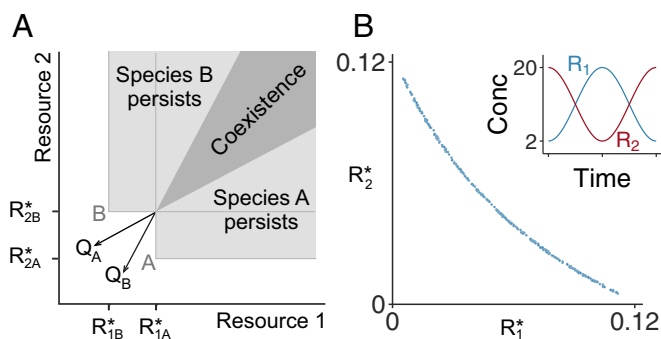 A
Resource 2
Species B
persists
Coexistence
Species A
persists
R*2B
R*2A
B
A
QA
QB
R*1B
R*1A
Resource 1
B
0.12
R*2
0
0
R*1
0.12
Conc
20
2
R1
R2
Time